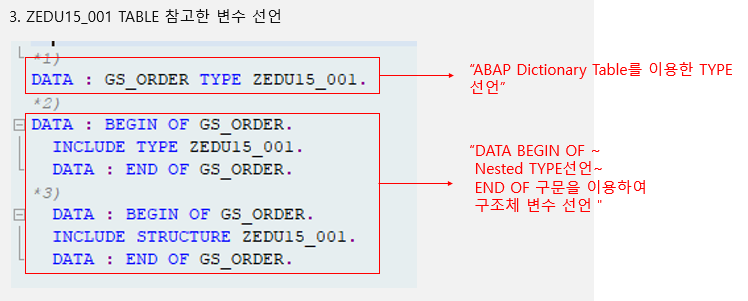 3. ZEDU15_001 TABLE 참고한 변수 선언
*1)
DATA : GS_ORDER TYPE ZEDU15_001.
*2)
DATA : BEGIN OF GS_ORDER.
INCLUDE TYPE ZEDU15_001.
DATA : END OF GS_ORDER.
*3)
DATA : BEGIN OF GS_ORDER.
INCLUDE STRUCTURE ZEDU15_001.
DATA : END OF GS_ORDER.
“ABAP Dictionary Table를 이용한 TYPE
선언”
“DATA BEGIN OF ~
Nested TYPE선언~
END OF 구문을 이용하여
구조체 변수 선언 "